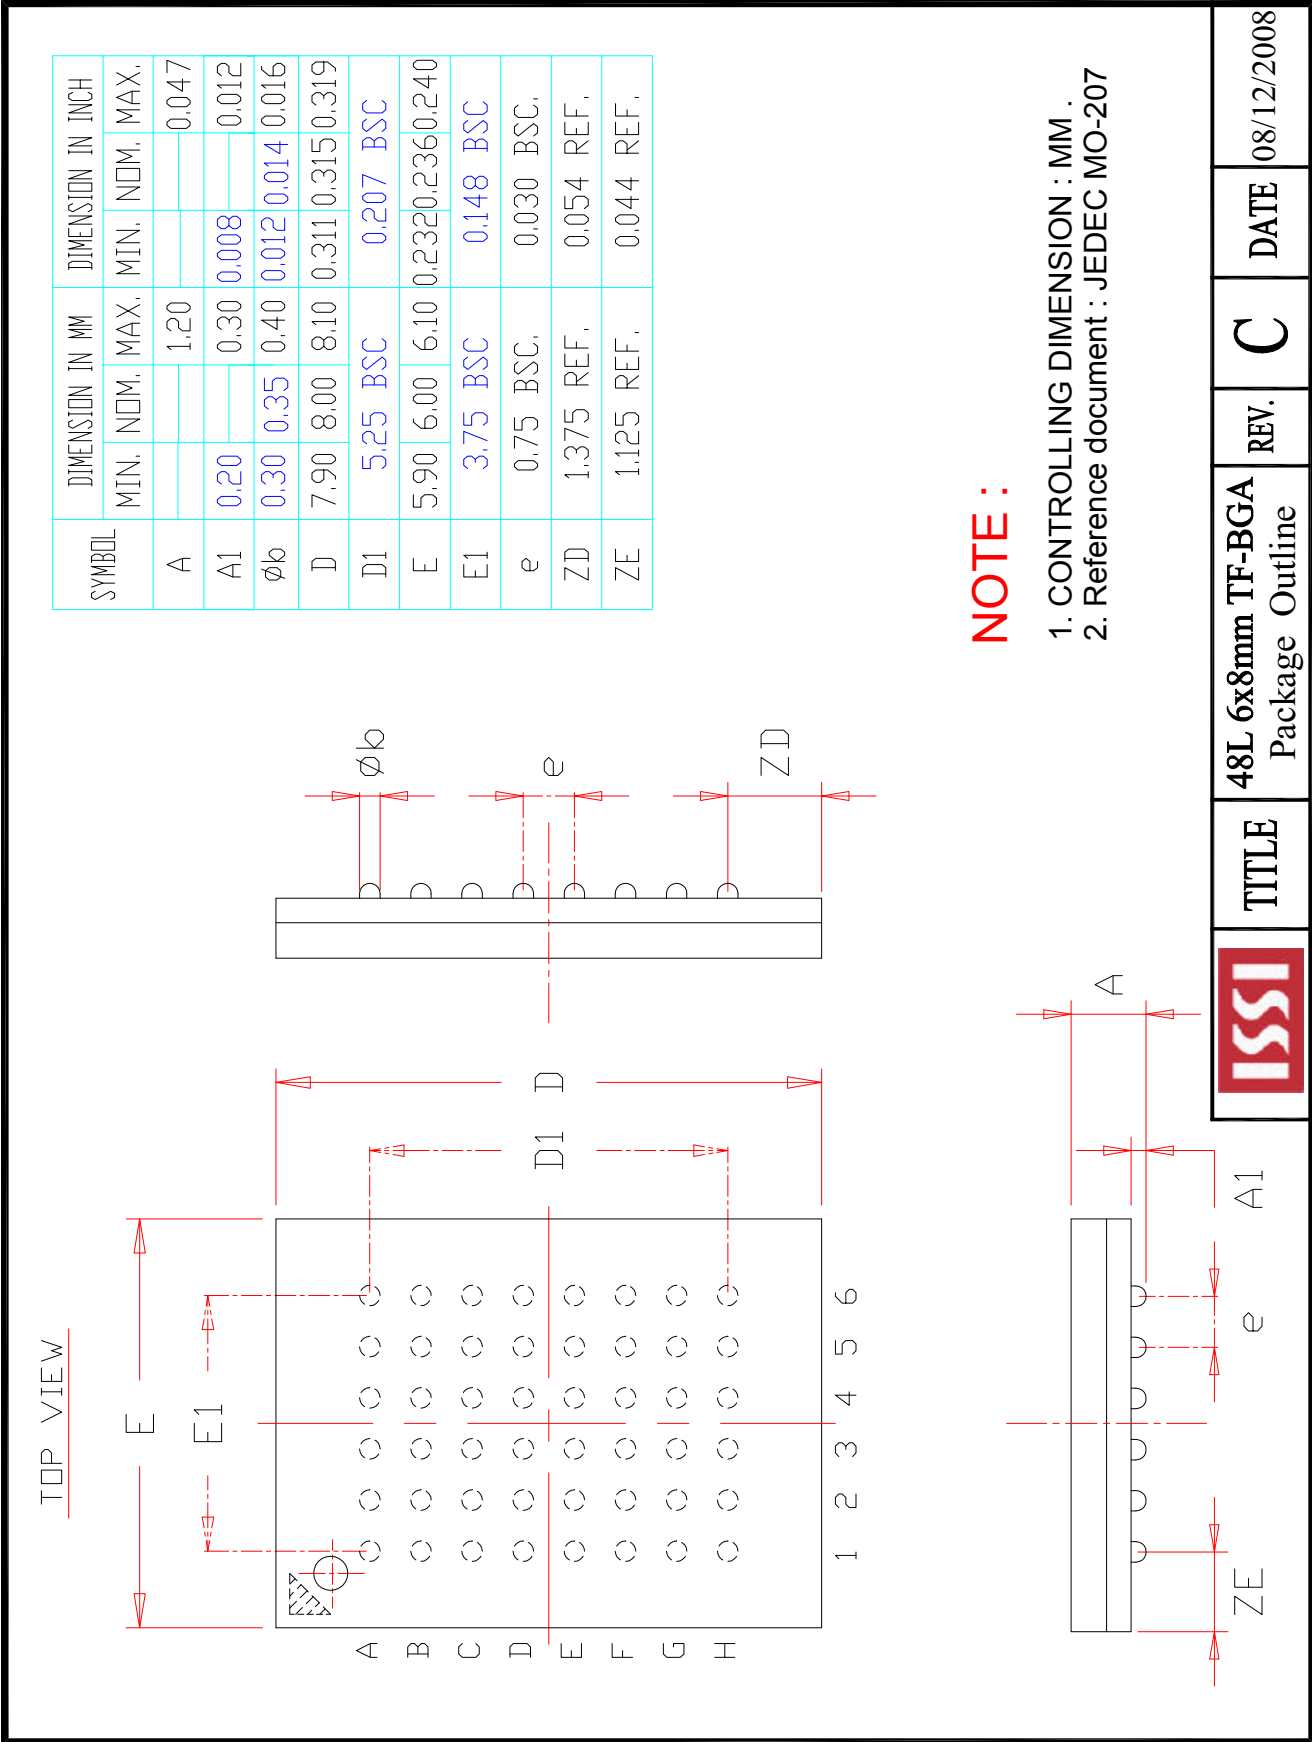 TOP VIEW
E
E1
A
B
C
D
E
F
G
H
1 2 3 4 5 6
D1
D
Øb
e
ZD
SYMBOL DIMENSION IN MM DIMENSION IN INCH
MIN. NOM. MAX. MIN. NOM. MAX.
A 1.20 0.047
A1 0.20 0.30 0.008 0.012
Øb 0.30 0.35 0.40 0.012 0.014 0.016
D 7.90 8.00 8.10 0.311 0.315 0.319
D1 5.25 BSC 0.207 BSC
E 5.90 6.00 6.10 0.232 0.236 0.240
E1 3.75 BSC 0.148 BSC
e 0.75 BSC. 0.030 BSC.
ZD 1.375 REF. 0.054 REF.
ZE 1.125 REF. 0.044 REF.
ZE
e
A1
A
NOTE :
1. CONTROLLING DIMENSION : MM .
2. Reference document : JEDEC MO-207
ISSI
TITLE
48L 6x8mm TF-BGA
Package Outline
REV.
C
DATE
08/12/2008